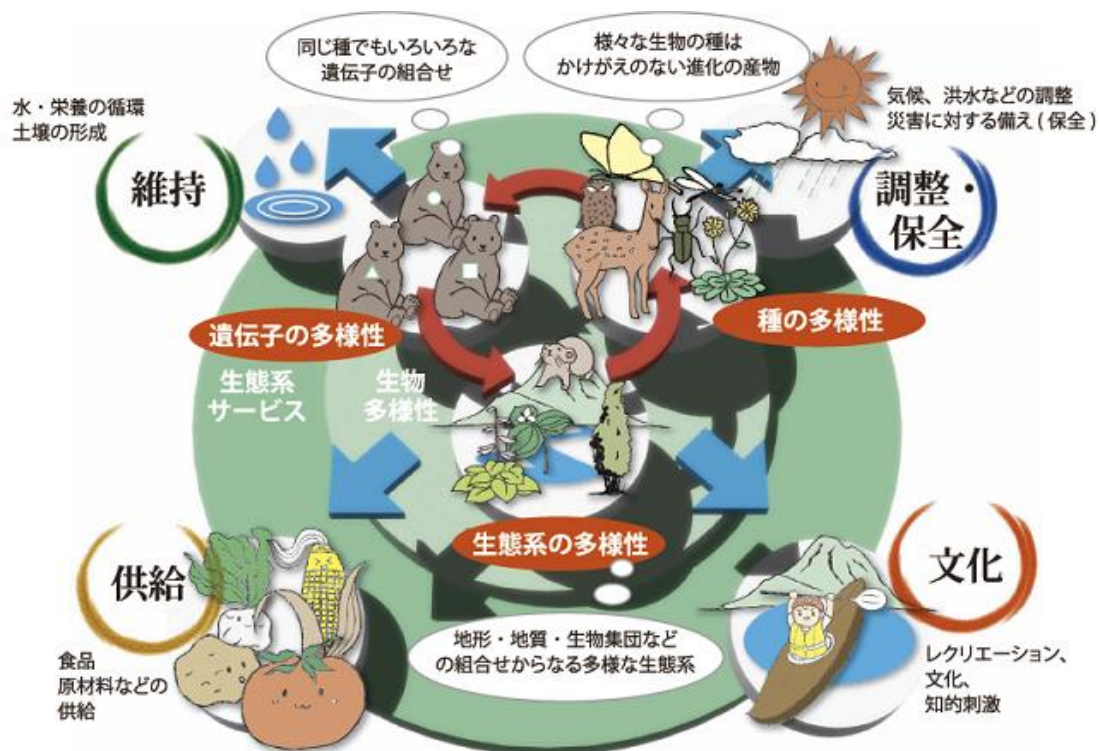 同じ種でもいろいろな
遺伝子の組合せ
様々な生物の種は
かけがえのない進化の産物
水・栄養の循環
土壌の形成
維持
気候、洪水などの調整
災害に対する備え(保全)
調整・
保全
遺伝子の多様性
種の多様性
生態系
サービス
生物
多様性
生態系の多様性
供給
食品
原材料などの
供給
地形・地質・生物集団など
の組合せからなる多様な生態系
文化
レクリエーション、
文化、
知的刺激